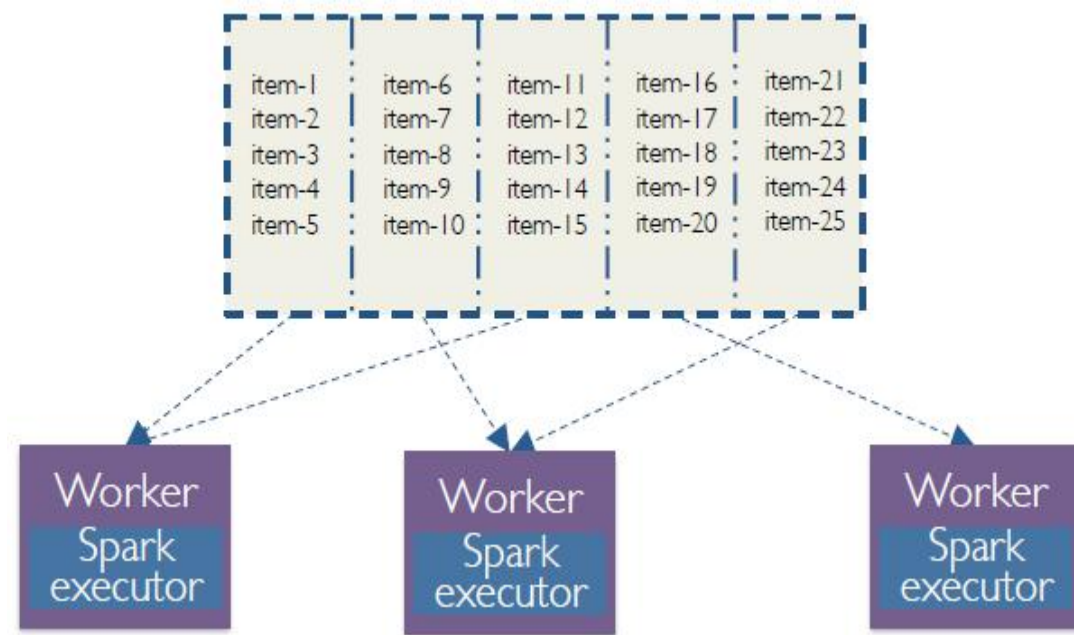 item-1
item-2
item-3
item-4
item-5
item-6
item-7
item-8
item-9
item-10
item-11
item-12
item-13
item-14
item-15
item-16
item-17
item-18
item-19
item-20
item-21
item-22
item-23
item-24
item-25
Worker
Spark
executor
Worker
Spark
executor
Worker
Spark
executor